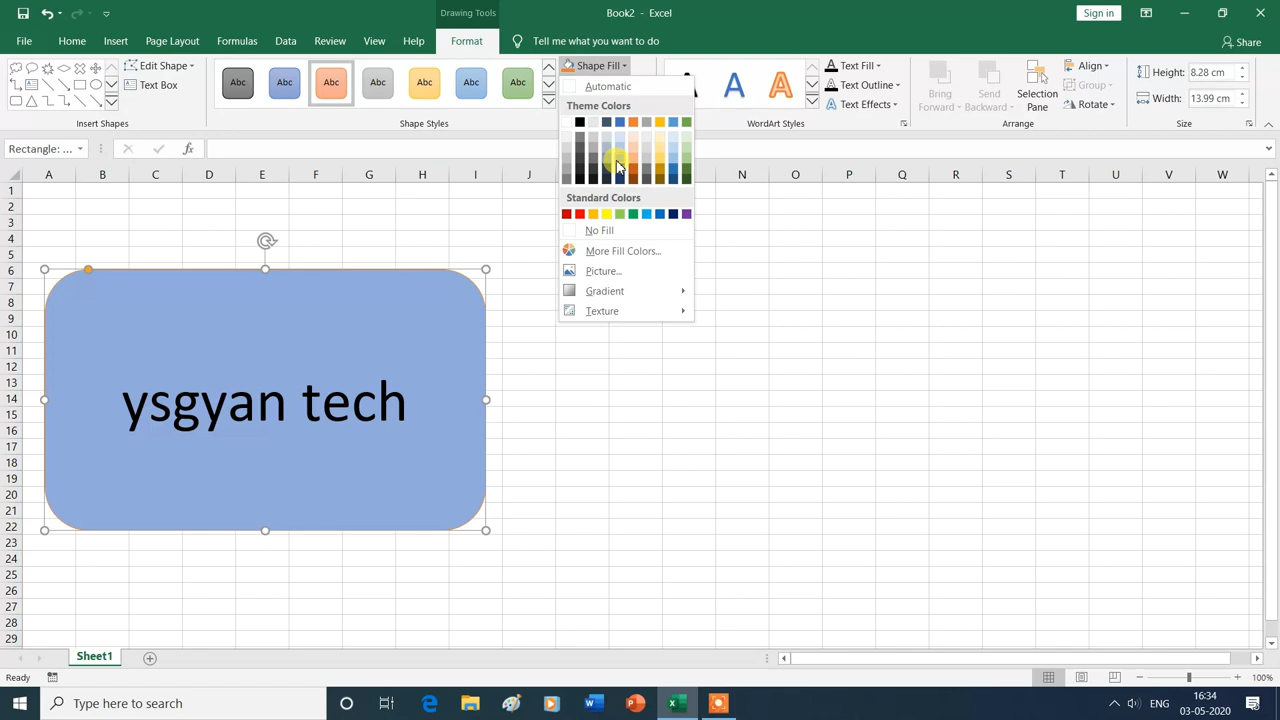 Drawing Tools
Book2 - Excel
Sign in
File Home Insert Page Layout Formulas Data Review View Help Format Tell me what you want to do Share
Edit Shape
Text Box
Insert Shapes
Abc Abc Abc Abc Abc Abc Abc
Shape Styles
Shape Fill
Automatic
Theme Colors
Standard Colors
No Fill
More Fill Colors...
Picture...
Gradient
Texture
A A A
Text Fill
Text Outline
Text Effects
WordArt Styles
Bring Forward
Send Backward
Selection Pane
Align
Group
Rotate
Arrange
Height: 8.28 cm
Width: 13.99 cm
Size
Rectangle: ...
fx
A B C D E F G H I J N O P Q R S T U V W
1
2
3
4
5
6
7
8
9
10
11
12
13
14
15
16
17
18
19
20
21
22
23
24
25
26
27
28
29
ysgyan tech
Sheet1
Ready
100%
Type here to search
ENG
16:34
03-05-2020